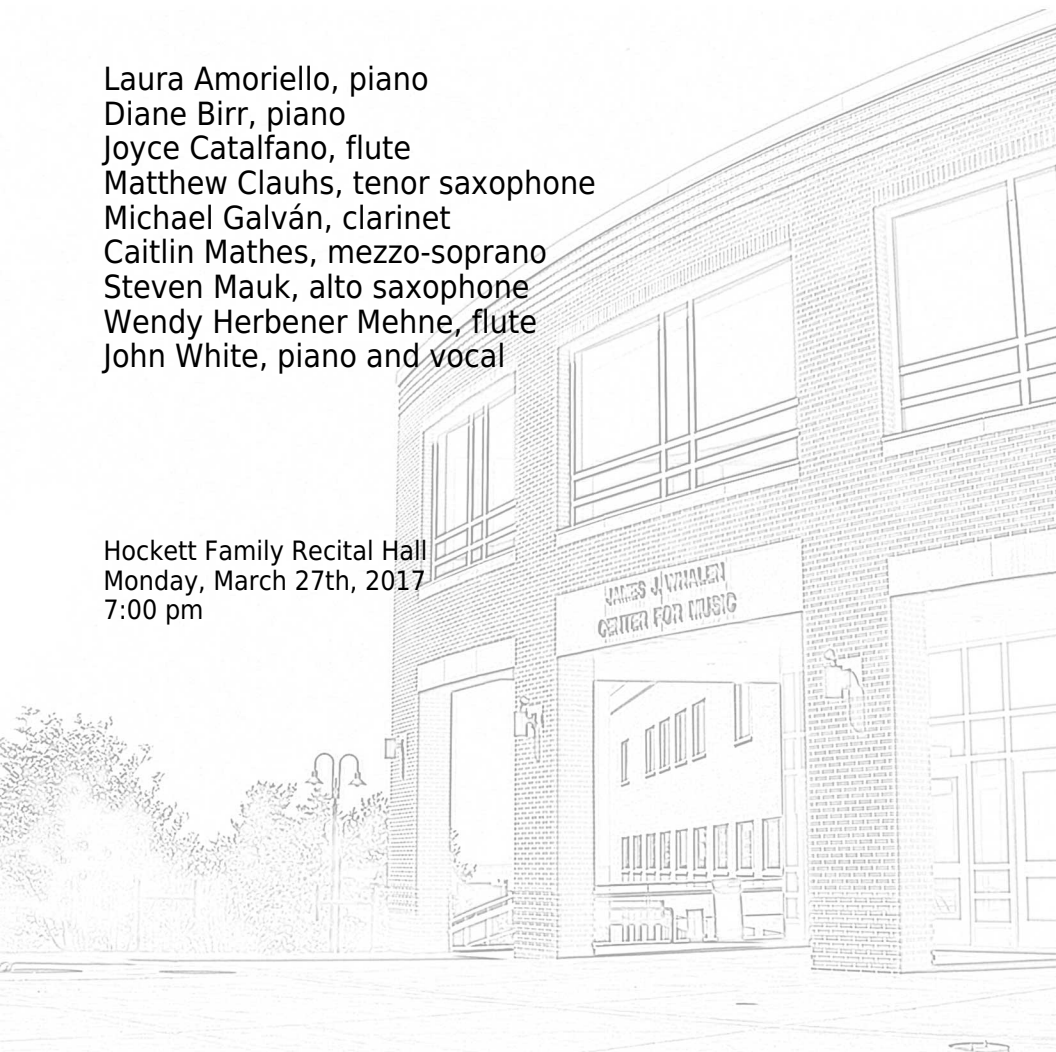 Laura Amoriello, piano
Diane Birr, piano
Joyce Catalfano, flute
Matthew Clauhs, tenor saxophone
Michael Galván, clarinet
Caitlin Mathes, mezzo-soprano
Steven Mauk, alto saxophone
Wendy Herbener Mehne, flute
John White, piano and vocal
Hockett Family Recital Hall
Monday, March 27th, 2017
7:00 pm
JAMES J. WHALEN
CENTER FOR MUSIC